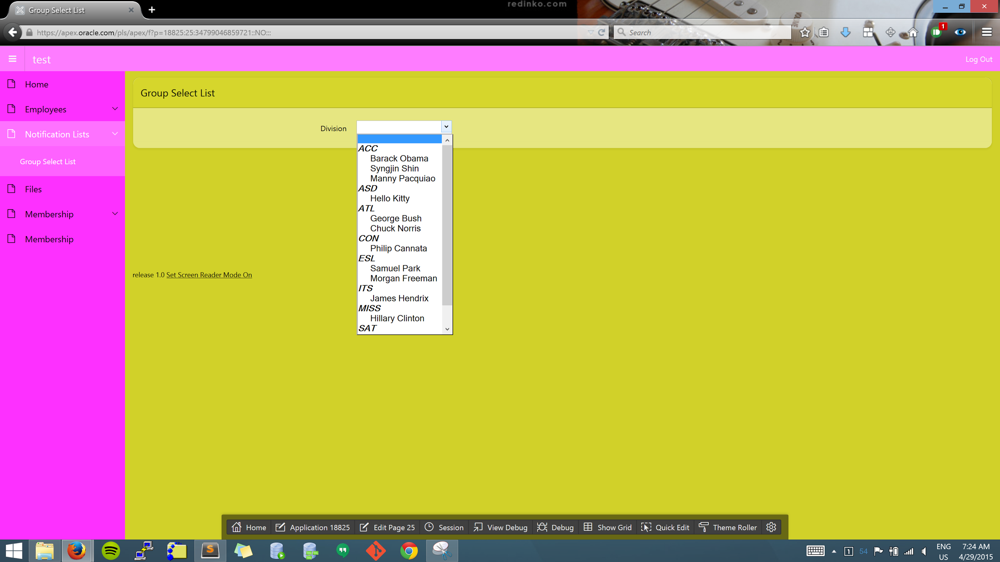 Group Select List
redinko.com
https://apex.oracle.com/pls/apex/f?p=18825:25:34799046859721::NO:::
Search
1
test
Log Out
Home
Employees
Notification Lists
Group Select List
Files
Membership
Membership
Group Select List
Division
ACC
Barack Obama
Syngjin Shin
Manny Pacquiao
ASD
Hello Kitty
ATL
George Bush
Chuck Norris
CON
Philip Cannata
ESL
Samuel Park
Morgan Freeman
ITS
James Hendrix
MISS
Hillary Clinton
SAT
release 1.0 Set Screen Reader Mode On
Home Application 18825 Edit Page 25 Session View Debug Debug Show Grid Quick Edit Theme Roller
S
1 54
ENG
US
7:24 AM
4/29/2015